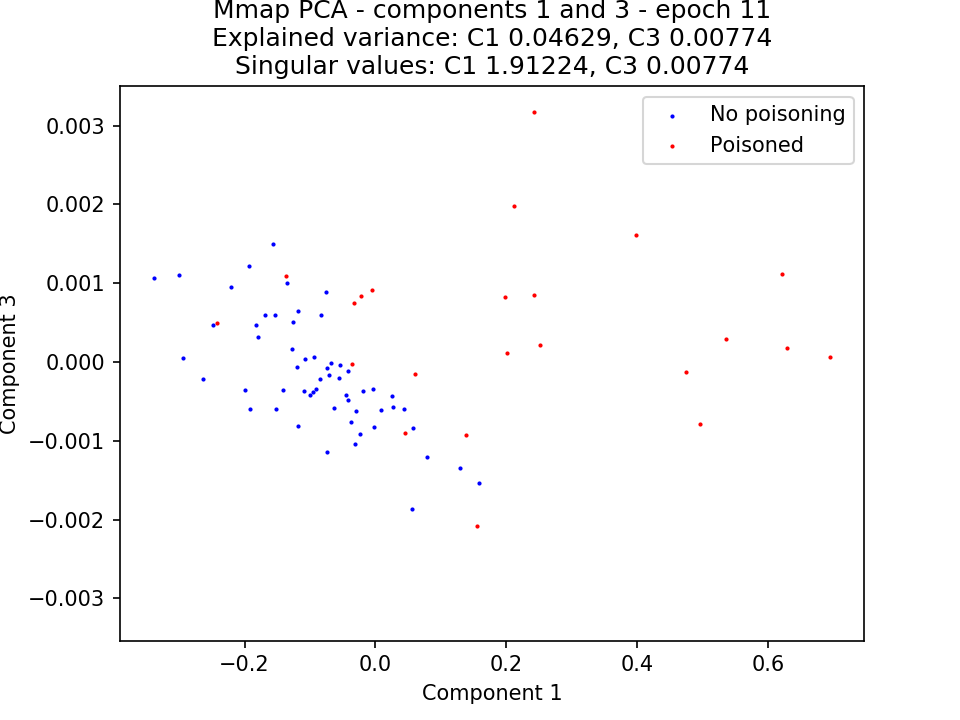 Mmap PCA - components 1 and 3 - epoch 11
Explained variance: C1 0.04629, C3 0.00774
Singular values: C1 1.91224, C3 0.00774
No poisoning
Poisoned
0.003
0.002
0.001
0.000
−0.001
−0.002
−0.003
Component 3
−0.2
0.0
0.2
0.4
0.6
Component 1